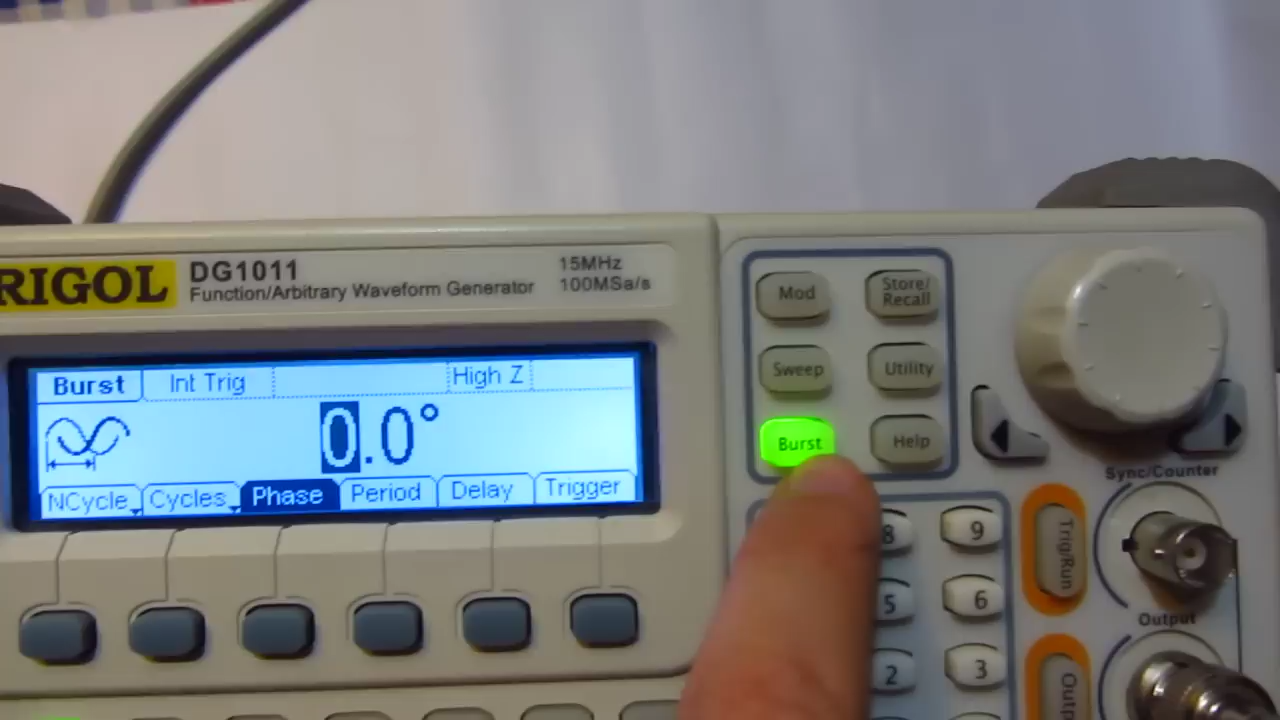 RIGOL
DG1011
Function/Arbitrary Waveform Generator
15MHz
100MSa/s
Burst
Int Trig
High Z
0.0°
NCycle
Cycles
Phase
Period
Delay
Trigger
Mod
Store/
Recall
Sweep
Utility
Burst
Help
Sync/Counter
8
9
Trig/Run
5
6
Output
2
3